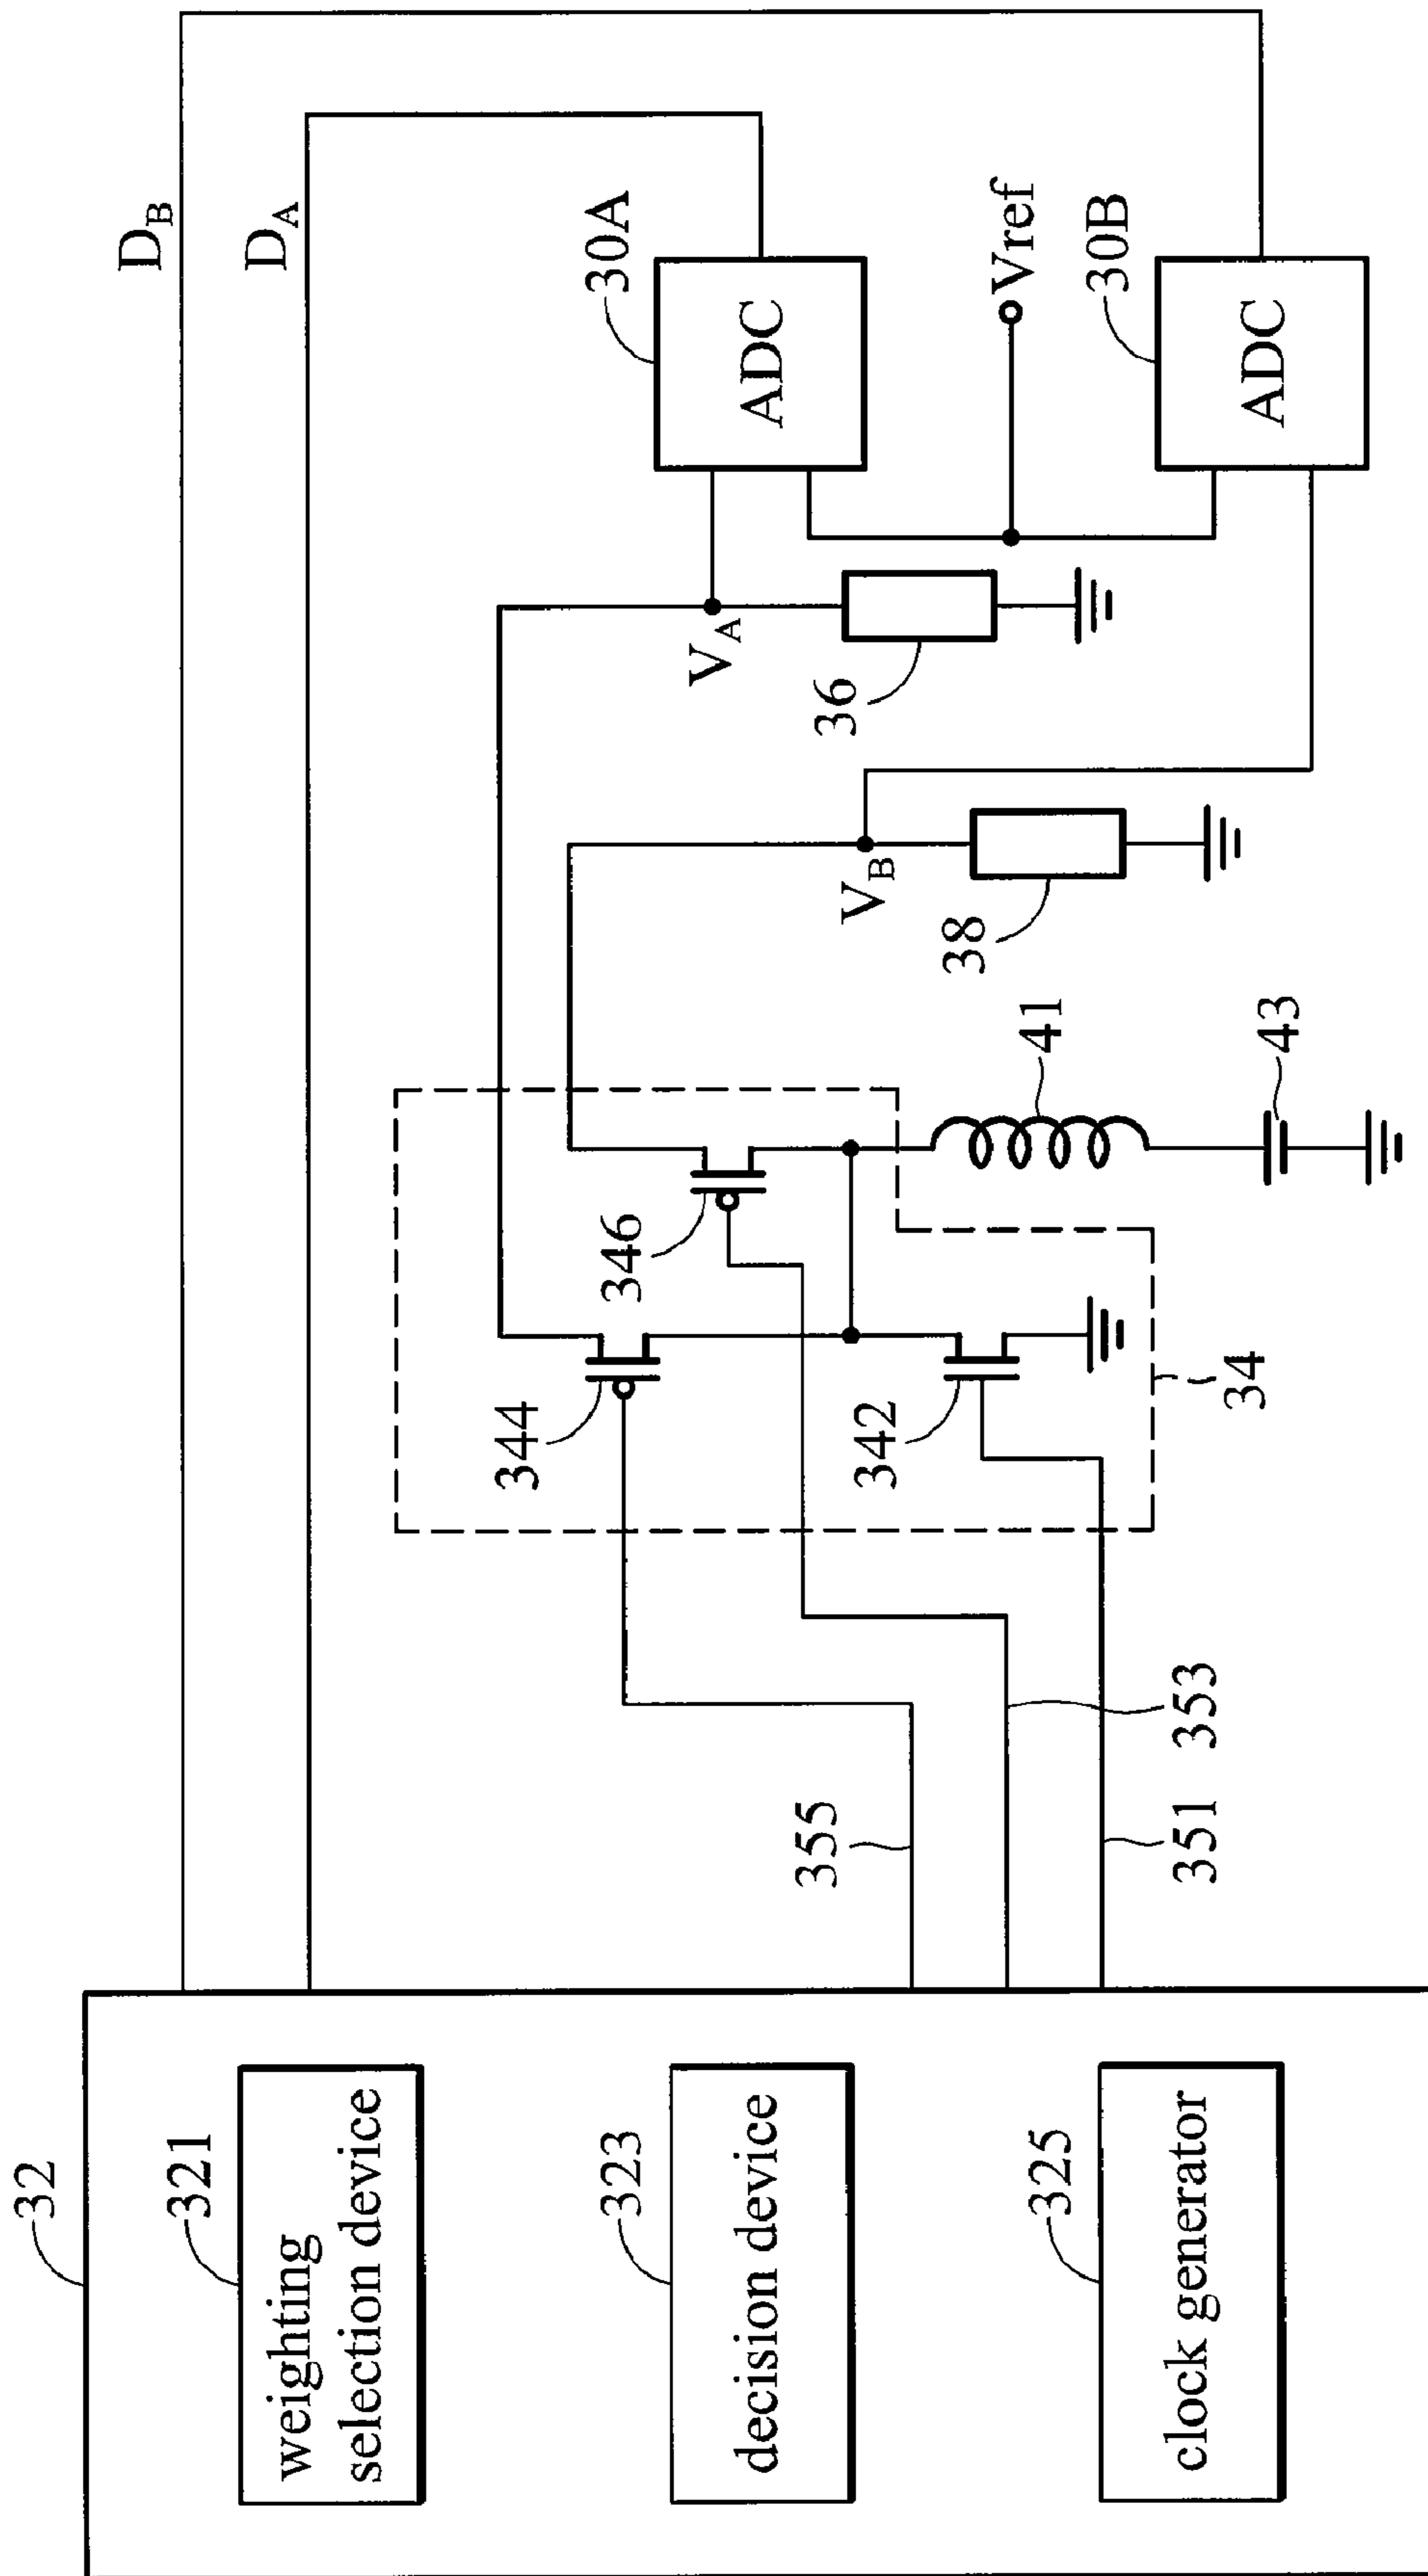 32
321
weighting
selection device
323
decision device
325
clock generator
D_B
D_A
355
353
351
344
346
342
34
41
43
V_B
38
V_A
36
30A
ADC
Vref
30B
ADC